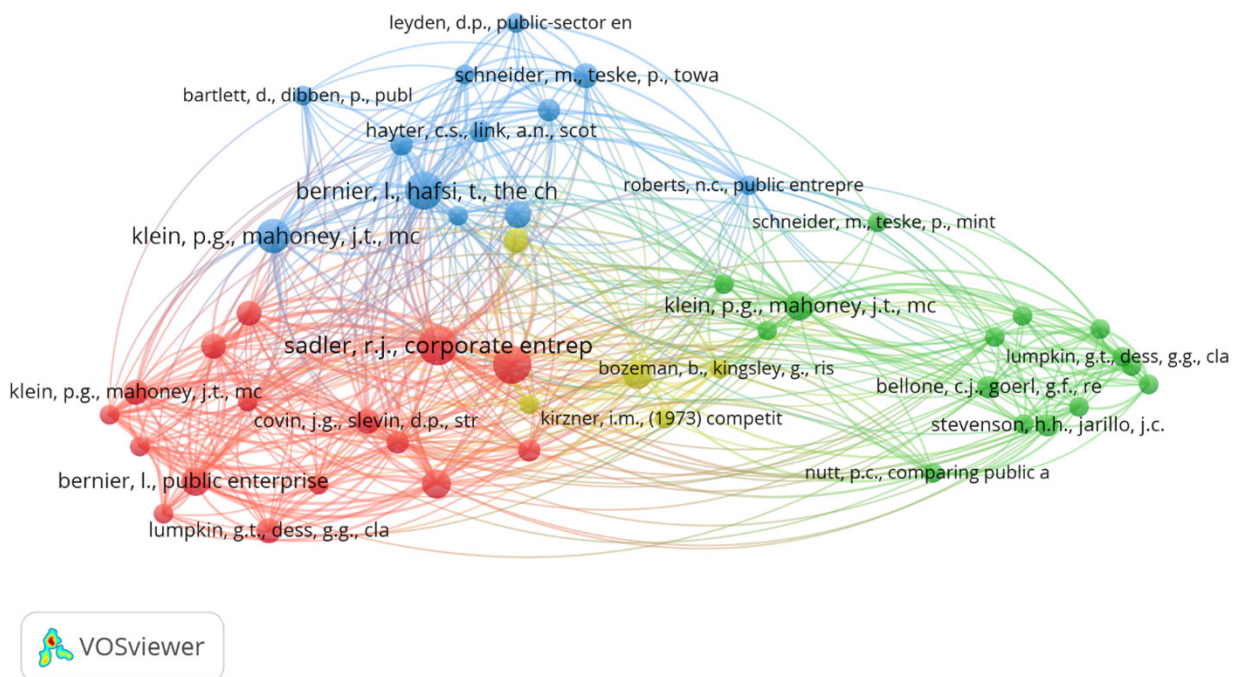 leyden, d.p., public-sector en
schneider, m., teske, p., towa
bartlett, d., dibben, p., publ
hayter, c.s., link, a.n., scot
bernier, l., hafsi, t., the ch
roberts, n.c., public entrepre
schneider, m., teske, p., mint
klein, p.g., mahoney, j.t., mc
klein, p.g., mahoney, j.t., mc
sadler, r.j., corporate entrep
lumpkin, g.t., dess, g.g., cla
bozeman, b., kingsley, g., ris
bellone, c.j., goerl, g.f., re
klein, p.g., mahoney, j.t., mc
covin, j.g., slevin, d.p., str
kirzner, i.m., (1973) competit
stevenson, h.h., jarillo, j.c.
nutt, p.c., comparing public a
bernier, l., public enterprise
lumpkin, g.t., dess, g.g., cla
VOSviewer